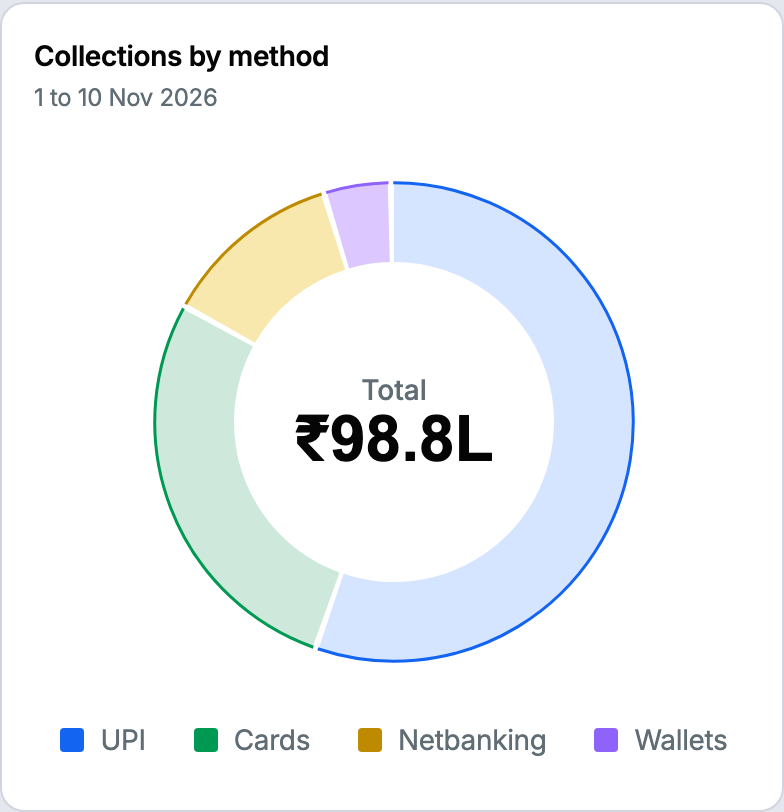 Collections by method
1 to 10 Nov 2026
Total
₹98.8L
UPI Cards Netbanking Wallets